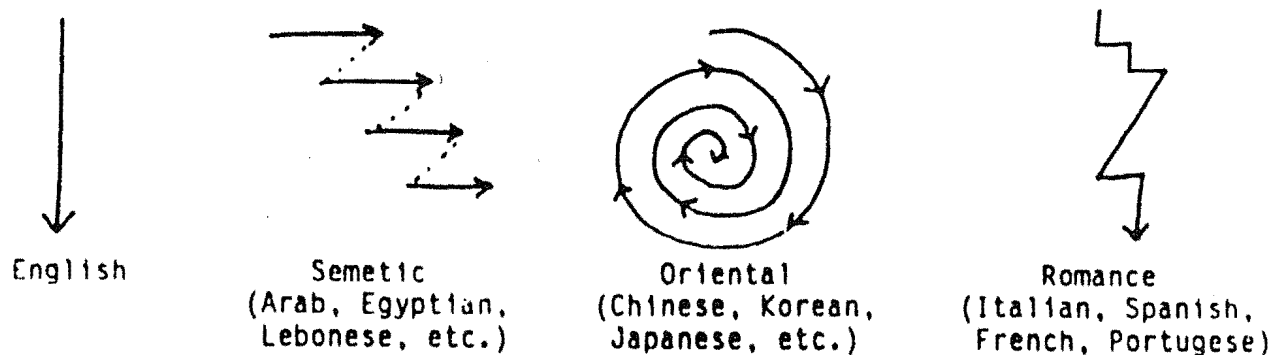 English
Semetic
(Arab, Egyptian,
Lebonese, etc.)
Oriental
(Chinese, Korean,
Japanese, etc.)
Romance
(Italian, Spanish,
French, Portugese)